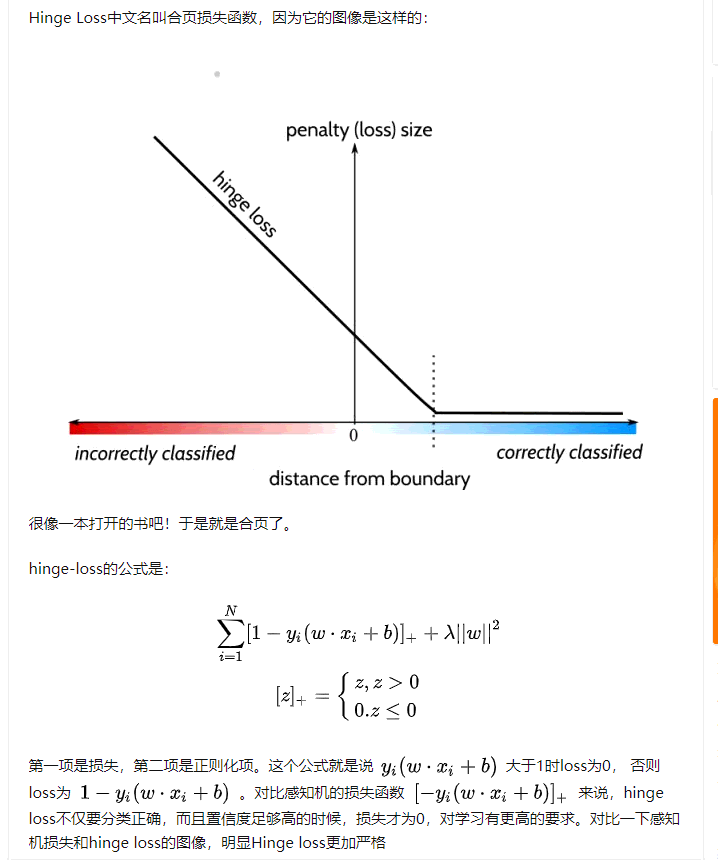 Hinge Loss中文名叫合页损失函数，因为它的图像是这样的：
penalty (loss) size
hinge loss
0
incorrectly classified
correctly classified
distance from boundary
很像一本打开的书吧！于是就是合页了。
hinge-loss的公式是：
\sum_{i=1}^{N}[1 - y_i(w \cdot x_i + b)]_+ + \lambda||w||^2
[z]_+ = \begin{cases} z, z > 0 \\ 0.z \leq 0 \end{cases}
第一项是损失，第二项是正则化项。这个公式就是说 y_i(w \cdot x_i + b) 大于1时loss为0， 否则
loss为 1 - y_i(w \cdot x_i + b) 。对比感知机的损失函数 [-y_i(w \cdot x_i + b)]_+ 来说，hinge
loss不仅要分类正确，而且置信度足够高的时候，损失才为0，对学习有更高的要求。对比一下感知
机损失和hinge loss的图像，明显Hinge loss更加严格